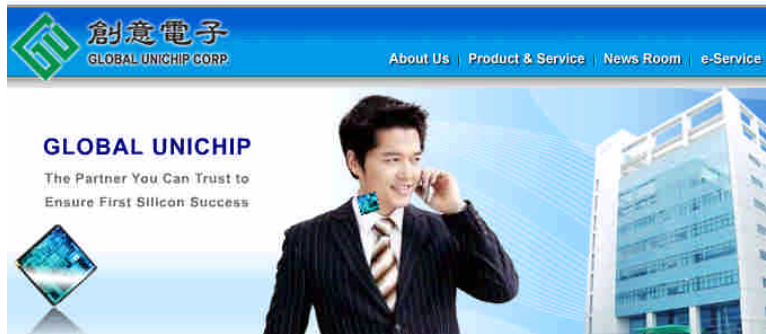 創意電子
GLOBAL UNICHIP CORP.
About Us | Product & Service | News Room | e-Service
GLOBAL UNICHIP
The Partner You Can Trust to
Ensure First Silicon Success